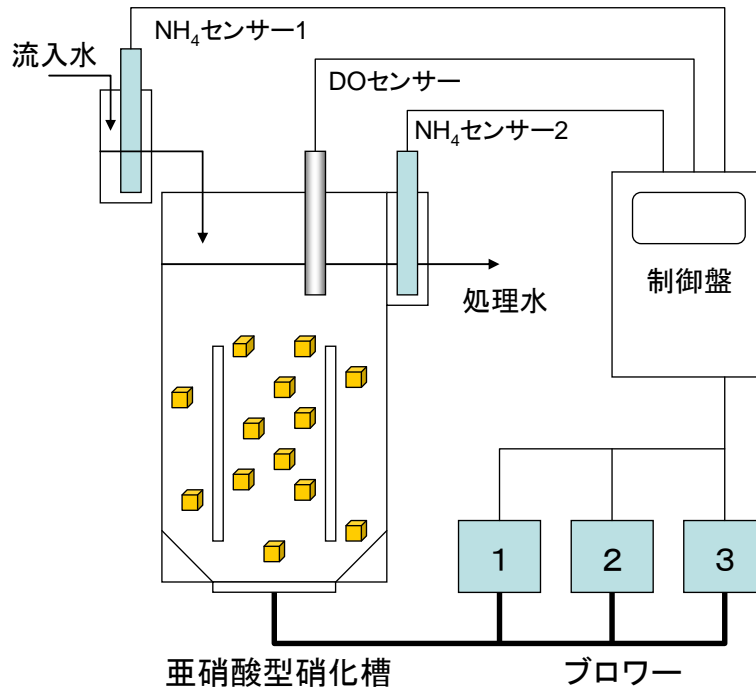 NH₄センサー1
流入水
DOセンサー
NH₄センサー2
制御盤
処理水
1
2
3
亜硝酸型硝化槽
ブロワー